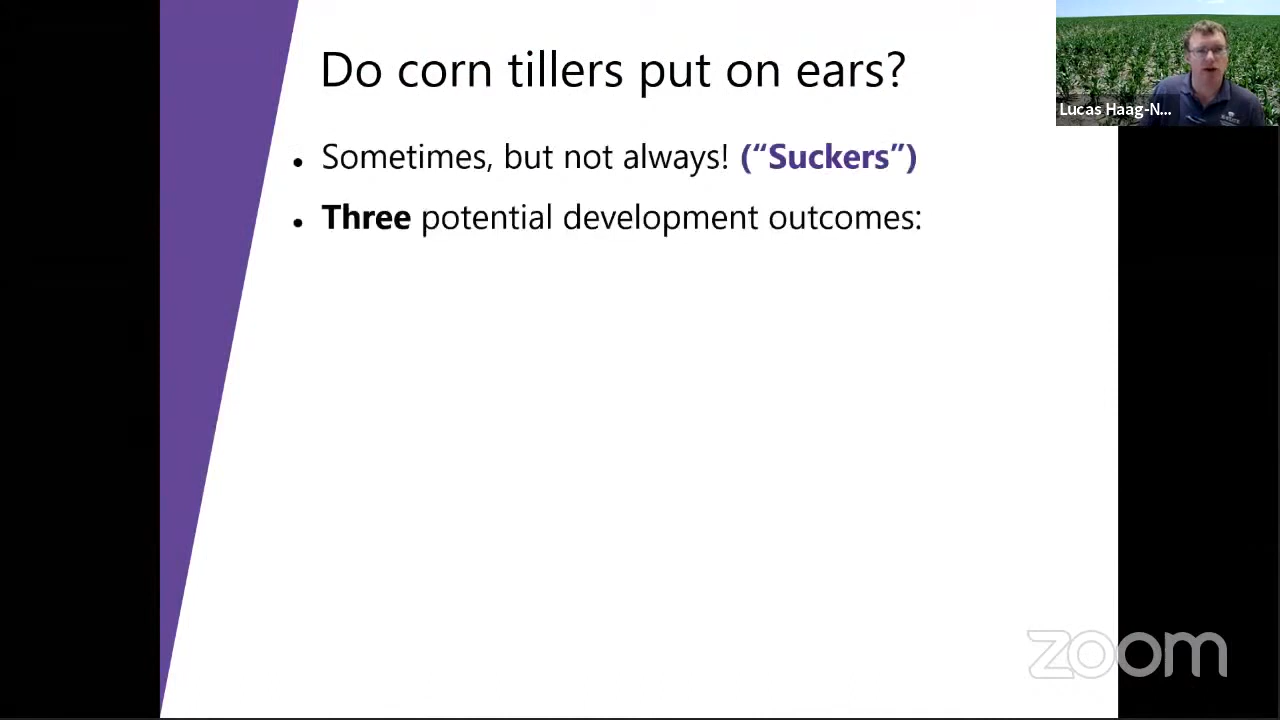 Do corn tillers put on ears?
Lucas Haag-N...
• Sometimes, but not always! (“Suckers”)
• Three potential development outcomes:
zoom